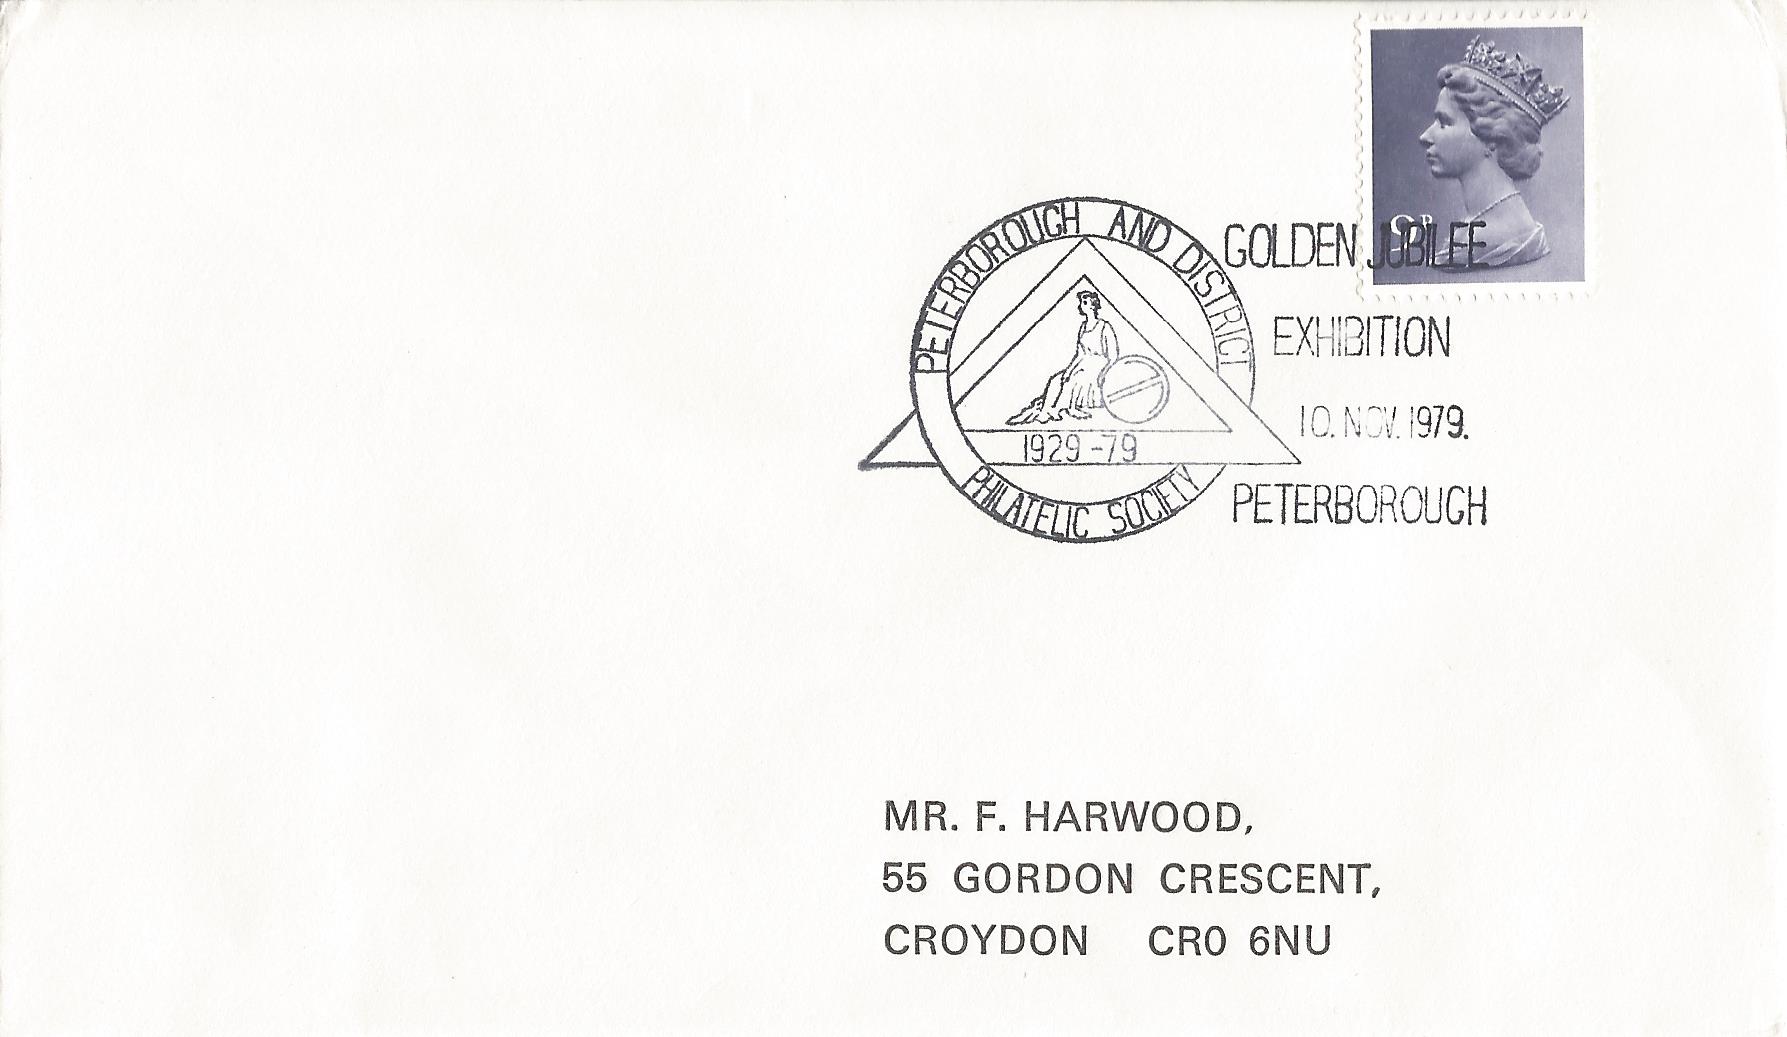 9P
PETERBOROUGH AND DISTRICT
PHILATELIC SOCIETY
1929-79
GOLDEN JUBILEE
EXHIBITION
10. NOV. 1979.
PETERBOROUGH
MR. F. HARWOOD,
55 GORDON CRESCENT,
CROYDON CR0 6NU